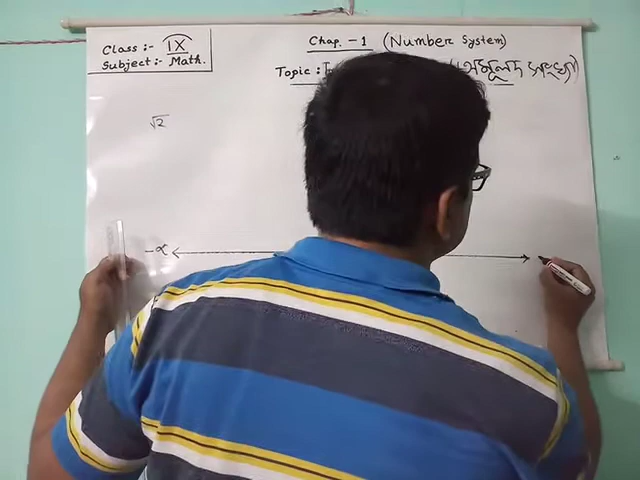 Class :- IX
Subject :- Math.
Chap. - 1 (Number System)
Topic :
সংখ্যা)
√2
-∝